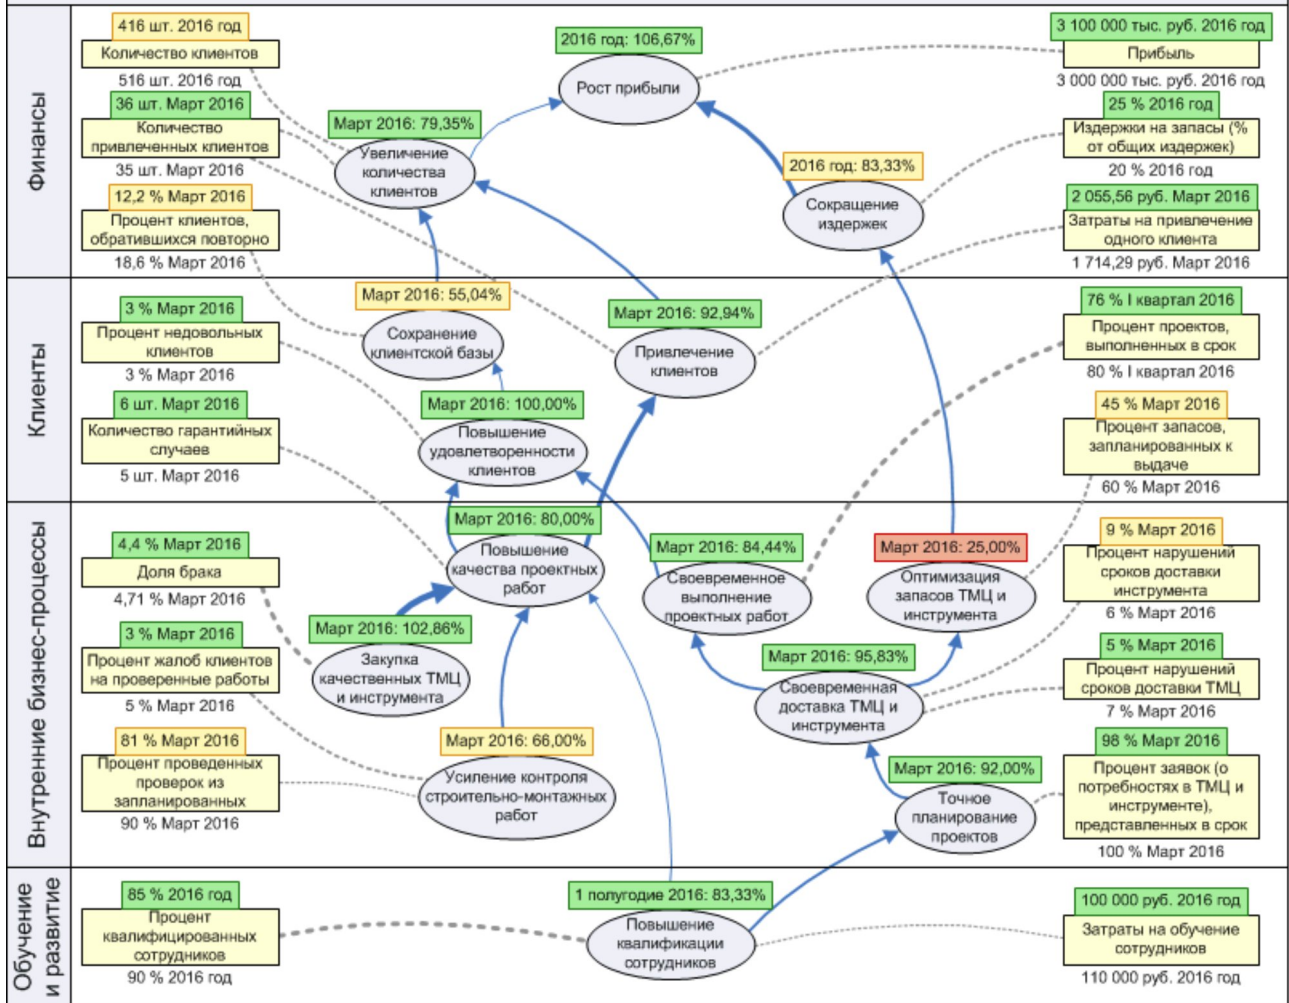 Финансы
416 шт. 2016 год
Количество клиентов
516 шт. 2016 год
36 шт. Март 2016
Количество
привлеченных клиентов
35 шт. Март 2016
12,2 % Март 2016
Процент клиентов,
обратившихся повторно
18,6 % Март 2016
2016 год: 106,67%
Рост прибыли
Март 2016: 79,35%
Увеличение
количества
клиентов
2016 год: 83,33%
Сокращение
издержек
3 100 000 тыс. руб. 2016 год
Прибыль
3 000 000 тыс. руб. 2016 год
25 % 2016 год
Издержки на запасы (%
от общих издержек)
20 % 2016 год
2 055,56 руб. Март 2016
Затраты на привлечение
одного клиента
1 714,29 руб. Март 2016
Клиенты
3 % Март 2016
Процент недовольных
клиентов
3 % Март 2016
6 шт. Март 2016
Количество гарантийных
случаев
5 шт. Март 2016
Март 2016: 55,04%
Сохранение
клиентской базы
Март 2016: 92,94%
Привлечение
клиентов
Март 2016: 100,00%
Повышение
удовлетворенности
клиентов
76 % I квартал 2016
Процент проектов,
выполненных в срок
80 % I квартал 2016
45 % Март 2016
Процент запасов,
запланированных к
выдаче
60 % Март 2016
Внутренние бизнес-процессы
4,4 % Март 2016
Доля брака
4,71 % Март 2016
3 % Март 2016
Процент жалоб клиентов
на проверенные работы
5 % Март 2016
81 % Март 2016
Процент проведенных
проверок из
запланированных
90 % Март 2016
Март 2016: 80,00%
Повышение
качества проектных
работ
Март 2016: 84,44%
Своевременное
выполнение
проектных работ
Март 2016: 25,00%
Оптимизация
запасов ТМЦ и
инструмента
Март 2016: 102,86%
Закупка
качественных ТМЦ
и инструмента
Март 2016: 95,83%
Своевременная
доставка ТМЦ и
инструмента
Март 2016: 66,00%
Усиление контроля
строительно-монтажных
работ
Март 2016: 92,00%
Точное
планирование
проектов
9 % Март 2016
Процент нарушений
сроков доставки
инструмента
6 % Март 2016
5 % Март 2016
Процент нарушений
сроков доставки ТМЦ
7 % Март 2016
98 % Март 2016
Процент заявок (о
потребностях в ТМЦ и
инструменте),
представленных в срок
100 % Март 2016
Обучение
и развитие
85 % 2016 год
Процент
квалифицированных
сотрудников
90 % 2016 год
1 полугодие 2016: 83,33%
Повышение
квалификации
сотрудников
100 000 руб. 2016 год
Затраты на обучение
сотрудников
110 000 руб. 2016 год